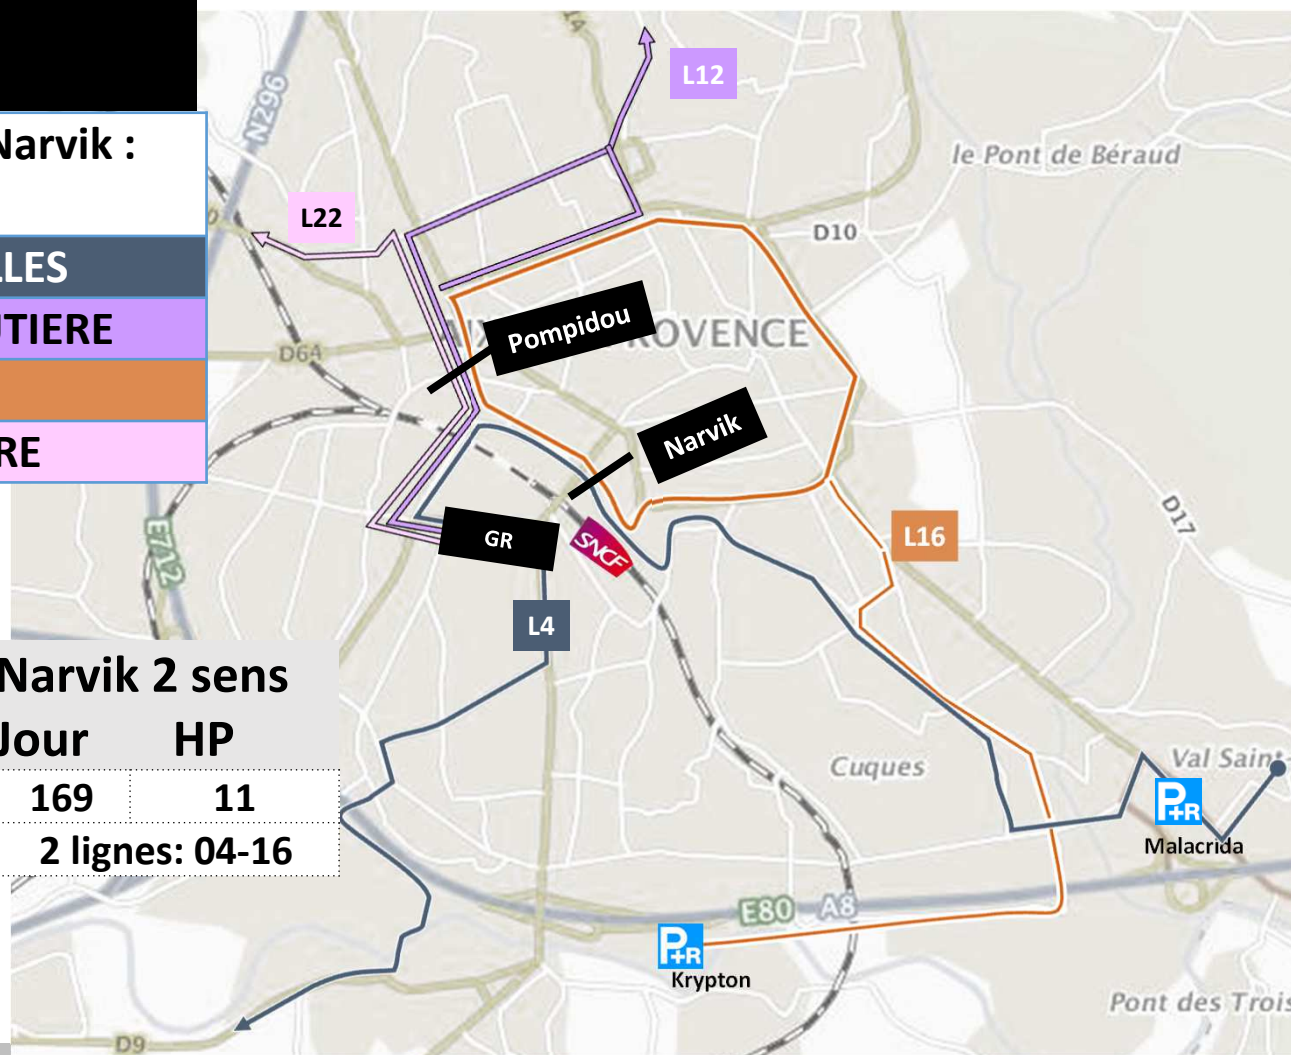 Narvik :
LLES
TIERE
RE
N296
L12
le Pont de Béraud
L22
D10
Pompidou
D64
PROVENCE
Narvik
D17
GR
SNCF
L16
E712
L4
Narvik 2 sens
Jour HP
169 11
2 lignes: 04-16
Cuques
Val Saint-
P+R
Malacrida
E80 A8
P+R
Krypton
Pont des Trois
D9